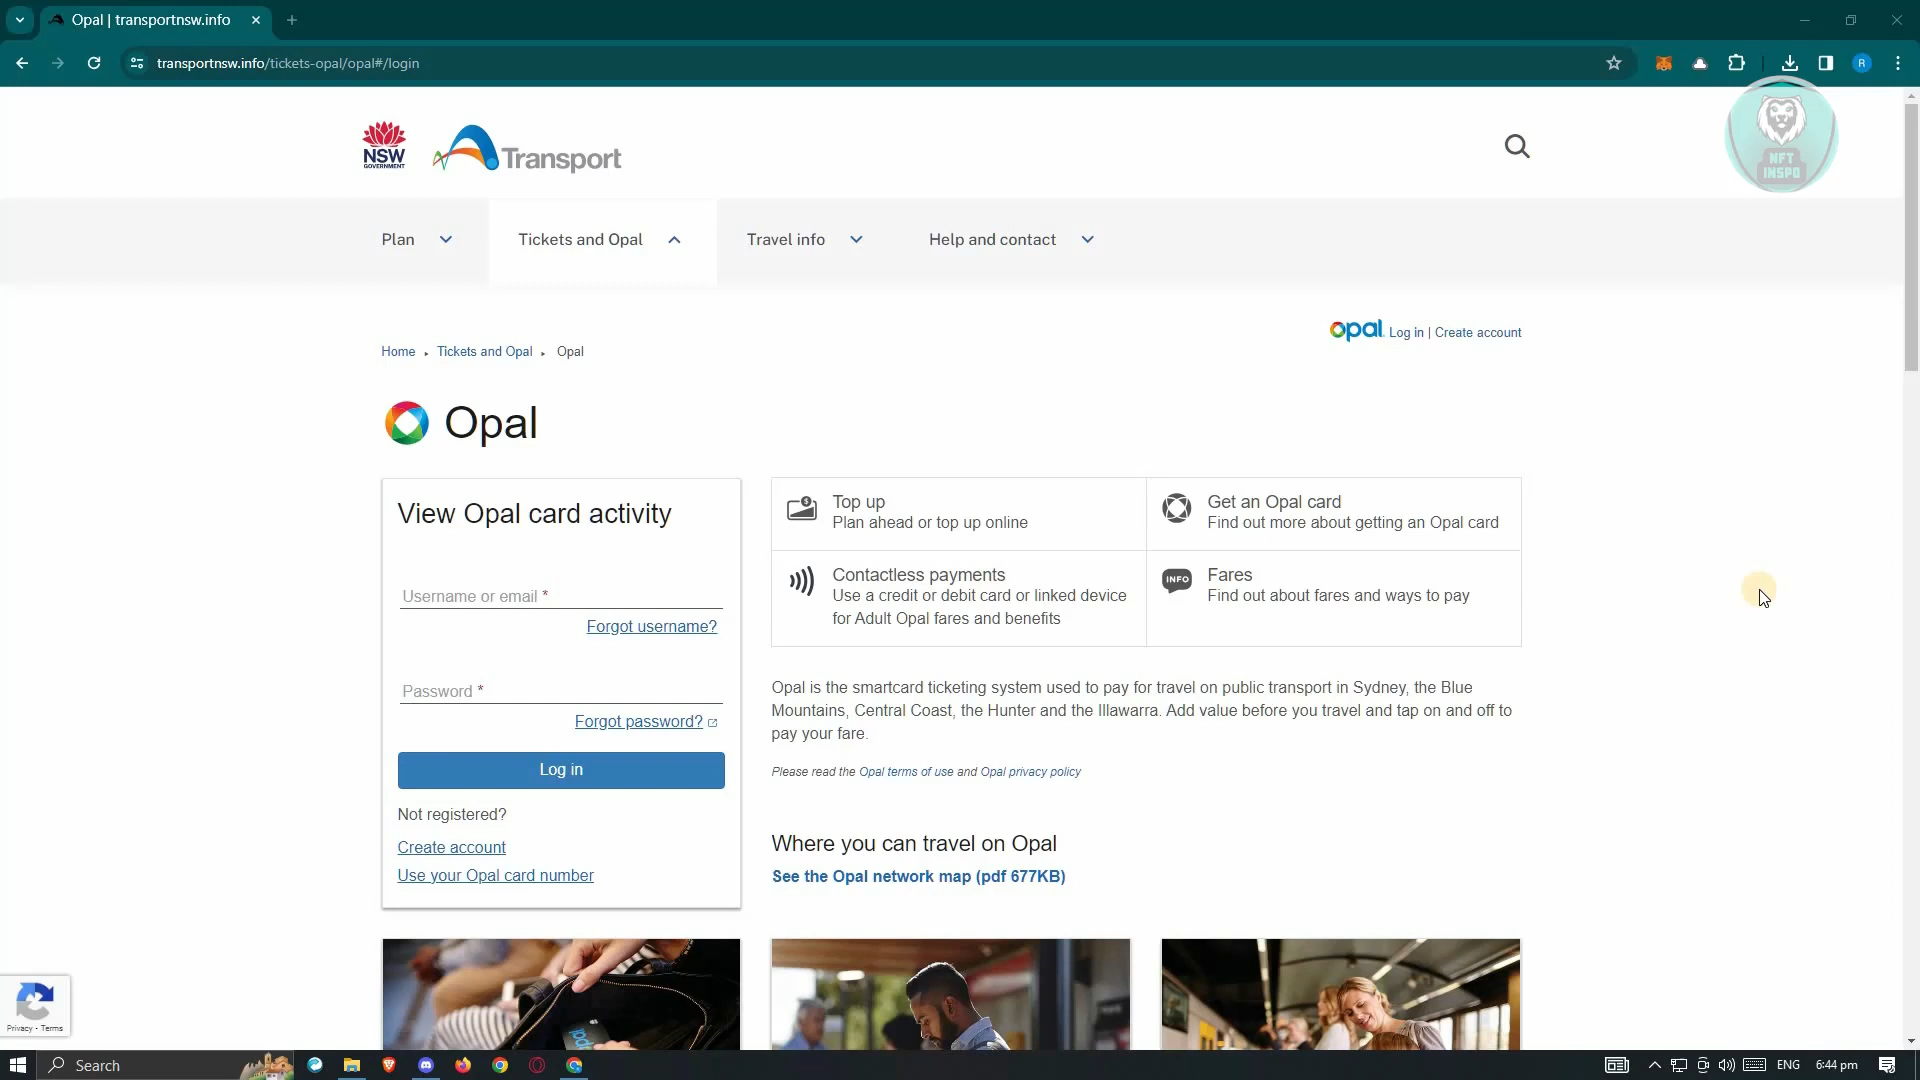 Opal | transportnsw.info
transportnsw.info/tickets-opal/opal#/login
R
NSW
GOVERNMENT
Transport
NFT
INSPO
Plan
Tickets and Opal
Travel info
Help and contact
opal. Log in | Create account
Home
Tickets and Opal
Opal
Opal
View Opal card activity
Username or email *
Forgot username?
Password *
Forgot password?
Log in
Not registered?
Create account
Use your Opal card number
Top up
Plan ahead or top up online
Get an Opal card
Find out more about getting an Opal card
Contactless payments
Use a credit or debit card or linked device
for Adult Opal fares and benefits
INFO
Fares
Find out about fares and ways to pay
Opal is the smartcard ticketing system used to pay for travel on public transport in Sydney, the Blue
Mountains, Central Coast, the Hunter and the Illawarra. Add value before you travel and tap on and off to
pay your fare.
Please read the Opal terms of use and Opal privacy policy
Where you can travel on Opal
See the Opal network map (pdf 677KB)
opal
Privacy - Terms
Search
ENG
6:44 pm